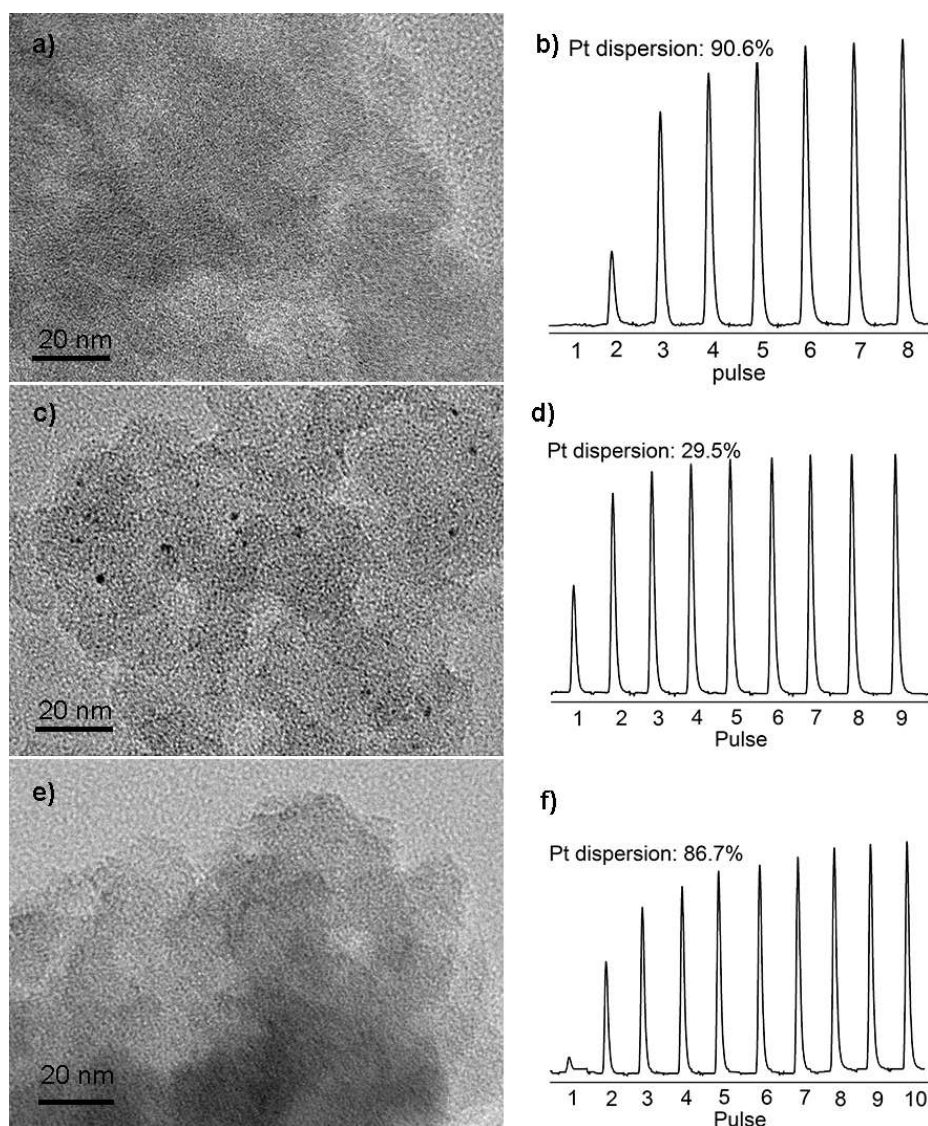 a)
20 nm
b)
Pt dispersion: 90.6%
1 2 3 4 5 6 7 8
pulse
c)
20 nm
d)
Pt dispersion: 29.5%
1 2 3 4 5 6 7 8 9
Pulse
e)
20 nm
f)
Pt dispersion: 86.7%
1 2 3 4 5 6 7 8 9 10
Pulse